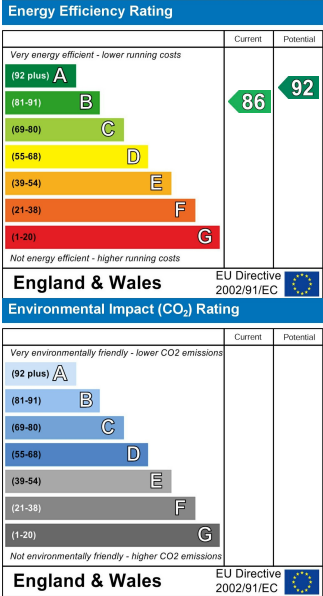 Energy Efficiency Rating
Current Potential
Very energy efficient - lower running costs
(92 plus) A
(81-91) B
(69-80) C
(55-68) D
(39-54) E
(21-38) F
(1-20) G
86
92
Not energy efficient - higher running costs
England & Wales
EU Directive
2002/91/EC
Environmental Impact (CO₂) Rating
Current Potential
Very environmentally friendly - lower CO2 emissions
(92 plus) A
(81-91) B
(69-80) C
(55-68) D
(39-54) E
(21-38) F
(1-20) G
Not environmentally friendly - higher CO2 emissions
England & Wales
EU Directive
2002/91/EC